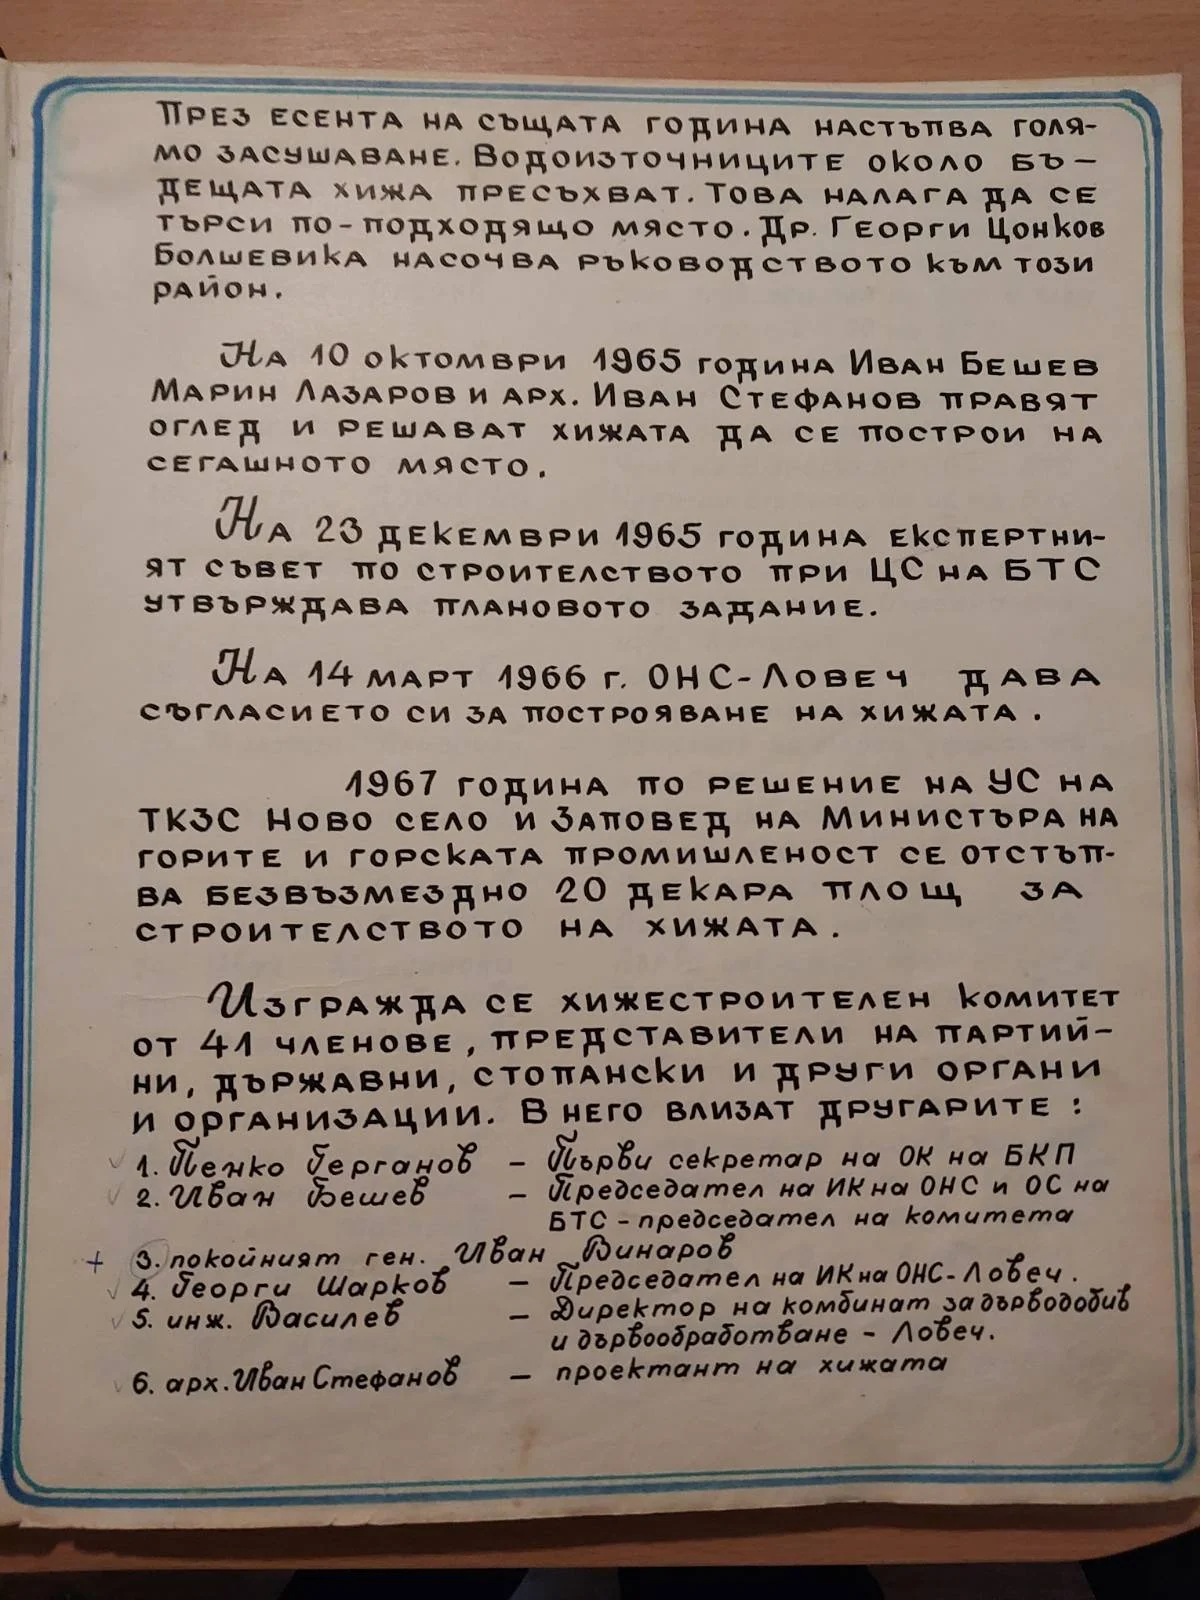 През есента на същата година настъпва голя-
мо засушаване. Водоизточниците около бъ-
дещата хижа пресъхват. Това налага да се
търси по-подходящо място. Др. Георги Цонков
Болшевика насочва ръководството към този
район.
На 10 октомври 1965 година Иван Бешев
Марин Лазаров и арх. Иван Стефанов правят
оглед и решават хижата да се построи на
сегашното място.
На 23 декември 1965 година експертни-
ят съвет по строителството при ЦС на БТС
утвърждава плановото задание.
На 14 март 1966 г. ОНС-Ловеч дава
съгласието си за построяване на хижата.
1967 година по решение на УС на
ТКЗС Ново село и Заповед на Министъра на
горите и горската промишленост се отстъп-
ва безвъзмездно 20 декара площ за
строителството на хижата.
Изгражда се хижестроителен комитет
от 41 членове, представители на партий-
ни, държавни, стопански и други органи
и организации. В него влизат другарите:
1. Пенко Герганов – Първи секретар на ОК на БКП
2. Иван Бешев – Председател на ИК на ОНС и ОС на
БТС - председател на комитета
+ 3. покойният ген. Иван Винаров
4. Георги Шарков – Председател на ИК на ОНС-Ловеч.
5. инж. Василев – Директор на комбинат за дърводобив
и дървообработване - Ловеч.
6. арх. Иван Стефанов – проектант на хижата